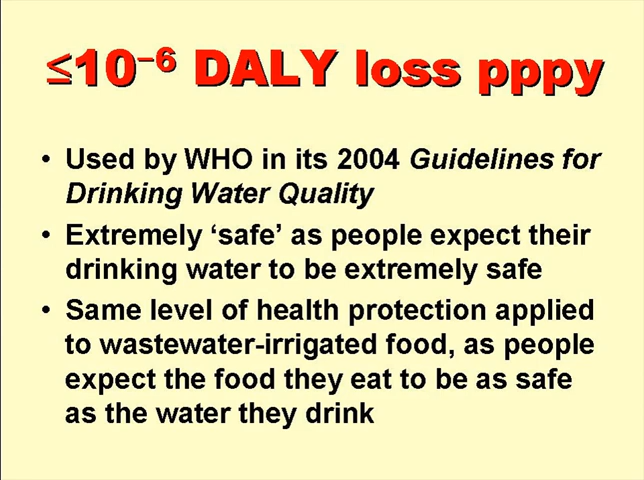 ≤10⁻⁶ DALY loss pppy
• Used by WHO in its 2004 Guidelines for
Drinking Water Quality
• Extremely ‘safe’ as people expect their
drinking water to be extremely safe
• Same level of health protection applied
to wastewater-irrigated food, as people
expect the food they eat to be as safe
as the water they drink